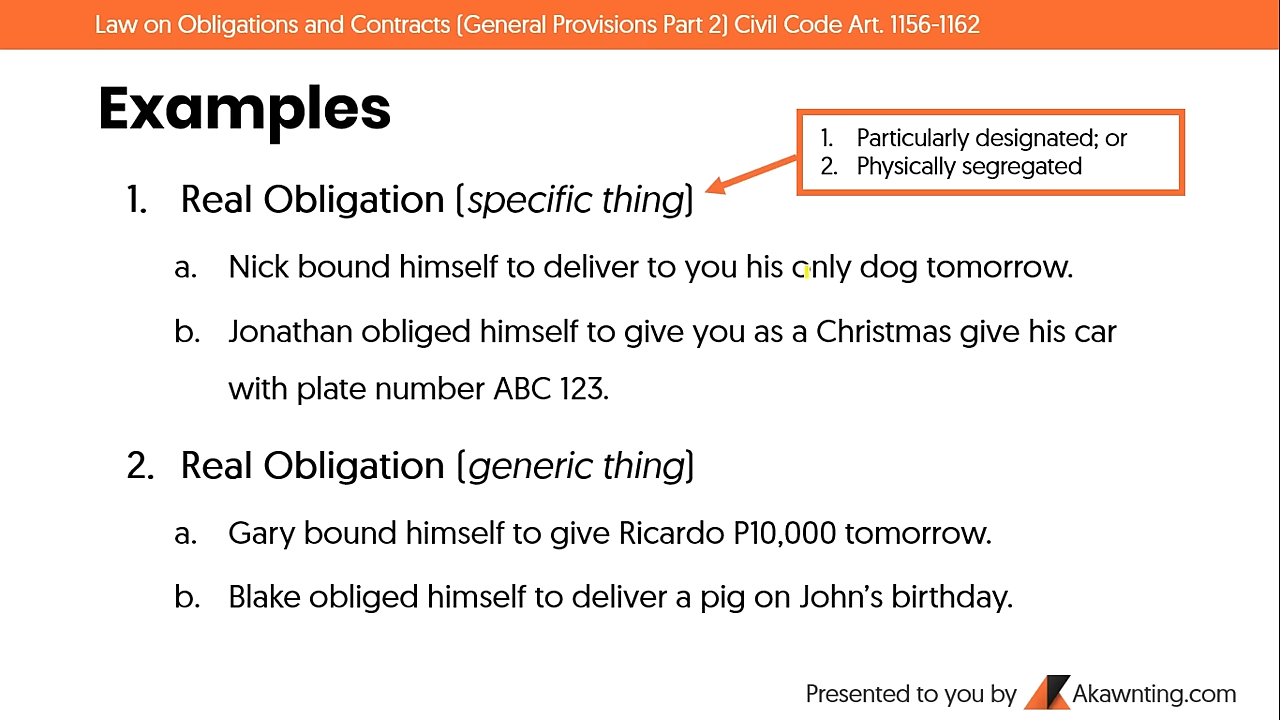 Law on Obligations and Contracts (General Provisions Part 2) Civil Code Art. 1156-1162
Examples
1. Particularly designated; or
2. Physically segregated
1. Real Obligation (specific thing)
a. Nick bound himself to deliver to you his only dog tomorrow.
b. Jonathan obliged himself to give you as a Christmas give his car
with plate number ABC 123.
2. Real Obligation (generic thing)
a. Gary bound himself to give Ricardo P10,000 tomorrow.
b. Blake obliged himself to deliver a pig on John’s birthday.
Presented to you by Akawnting.com